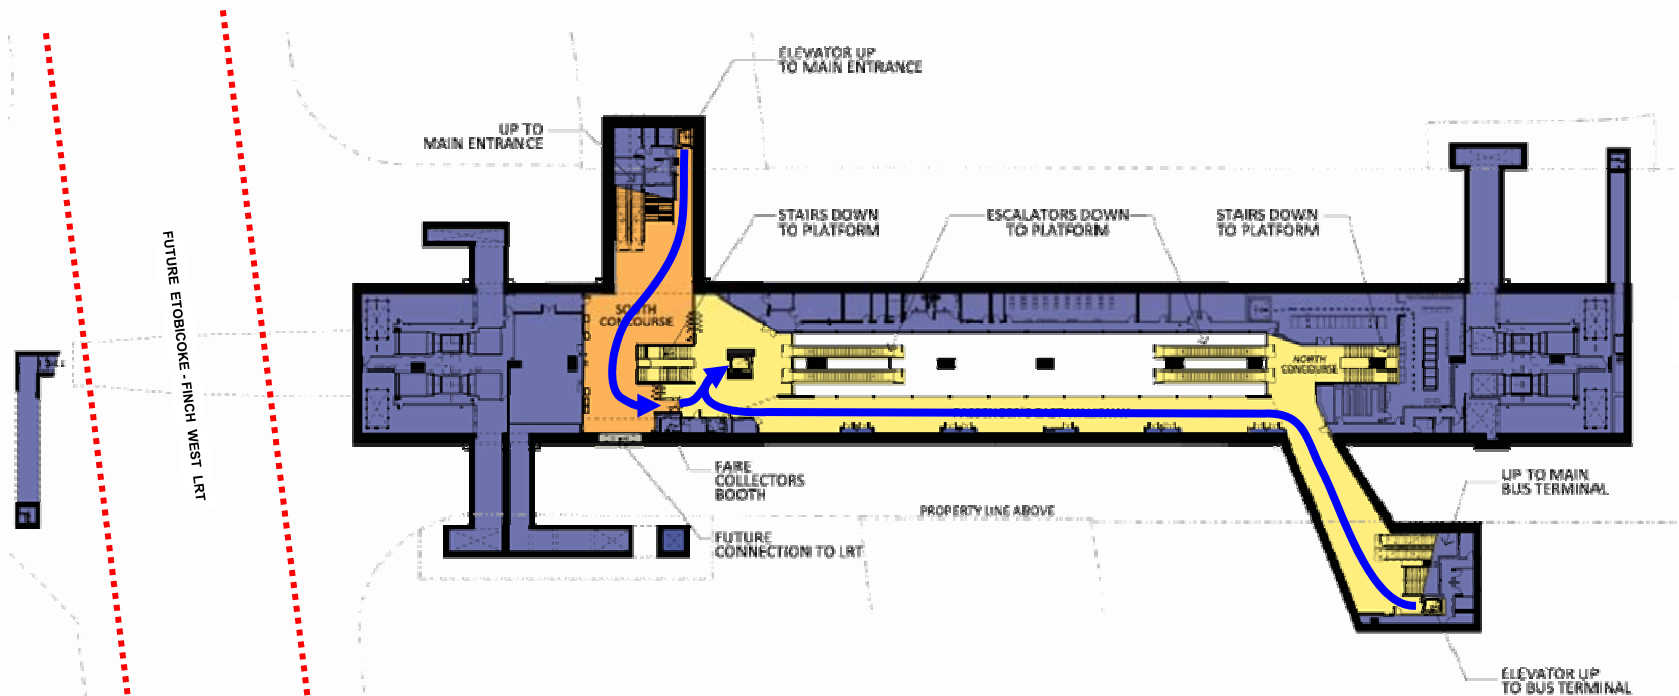 ELEVATOR UP
TO MAIN ENTRANCE
UP TO
MAIN ENTRANCE
STAIRS DOWN
TO PLATFORM
ESCALATORS DOWN
TO PLATFORM
STAIRS DOWN
TO PLATFORM
FUTURE ETOBICOKE - FINCH WEST LRT
SOUTH
CONCOURSE
NORTH
CONCOURSE
FARE
COLLECTORS
BOOTH
UP TO MAIN
BUS TERMINAL
PROPERTY LINE ABOVE
FUTURE
CONNECTION TO LRT
ELEVATOR UP
TO BUS TERMINAL